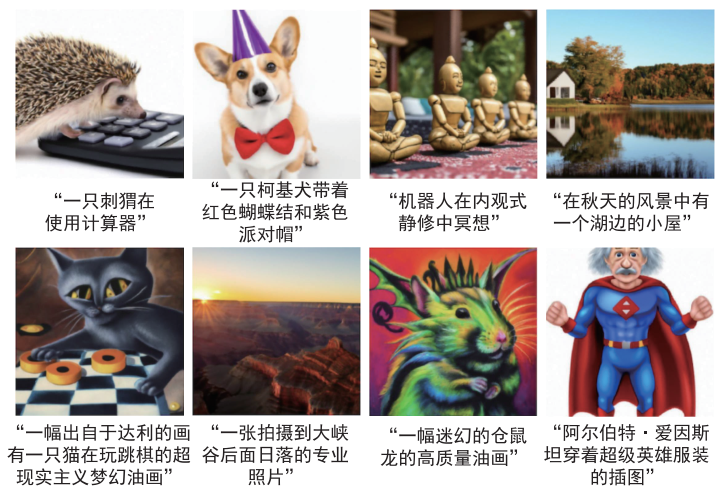 “一只刺猬在
使用计算器”
“一只柯基犬带着
红色蝴蝶结和紫色
派对帽”
“机器人在内观式
静修中冥想”
“在秋天的风景中有
一个湖边的小屋”
“一幅出自于达利的画
有一只猫在玩跳棋的超
现实主义梦幻油画”
“一张拍摄到大峡
谷后面日落的专业
照片”
“一幅迷幻的仓鼠
龙的高质量油画”
“阿尔伯特·爱因斯
坦穿着超级英雄服装
的插图”